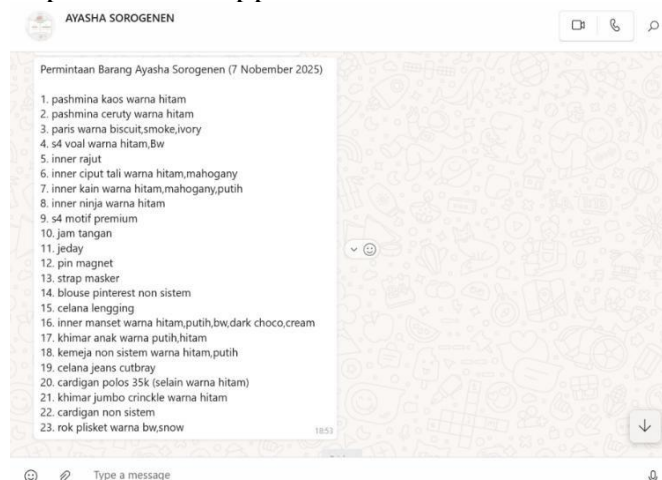 AYASHA SOROGENEN
Permintaan Barang Ayasha Sorogenen (7 Nobember 2025)
1. pashmina kaos warna hitam
2. pashmina ceruty warna hitam
3. paris warna biscuit,smoke,ivory
4. s4 voal warna hitam,Bw
5. inner rajut
6. inner ciput tali warna hitam,mahogany
7. inner kain warna hitam,mahogany,putih
8. inner ninja warna hitam
9. s4 motif premium
10. jam tangan
11. jeday
12. pin magnet
13. strap masker
14. blouse pinterest non sistem
15. celana lengging
16. inner manset warna hitam,putih,bw,dark choco,cream
17. khimar anak warna putih,hitam
18. kemeja non sistem warna hitam,putih
19. celana jeans cutbray
20. cardigan polos 35k (selain warna hitam)
21. khimar jumbo crinckle warna hitam
22. cardigan non sistem
23. rok plisket warna bw,snow
18:53
Type a message